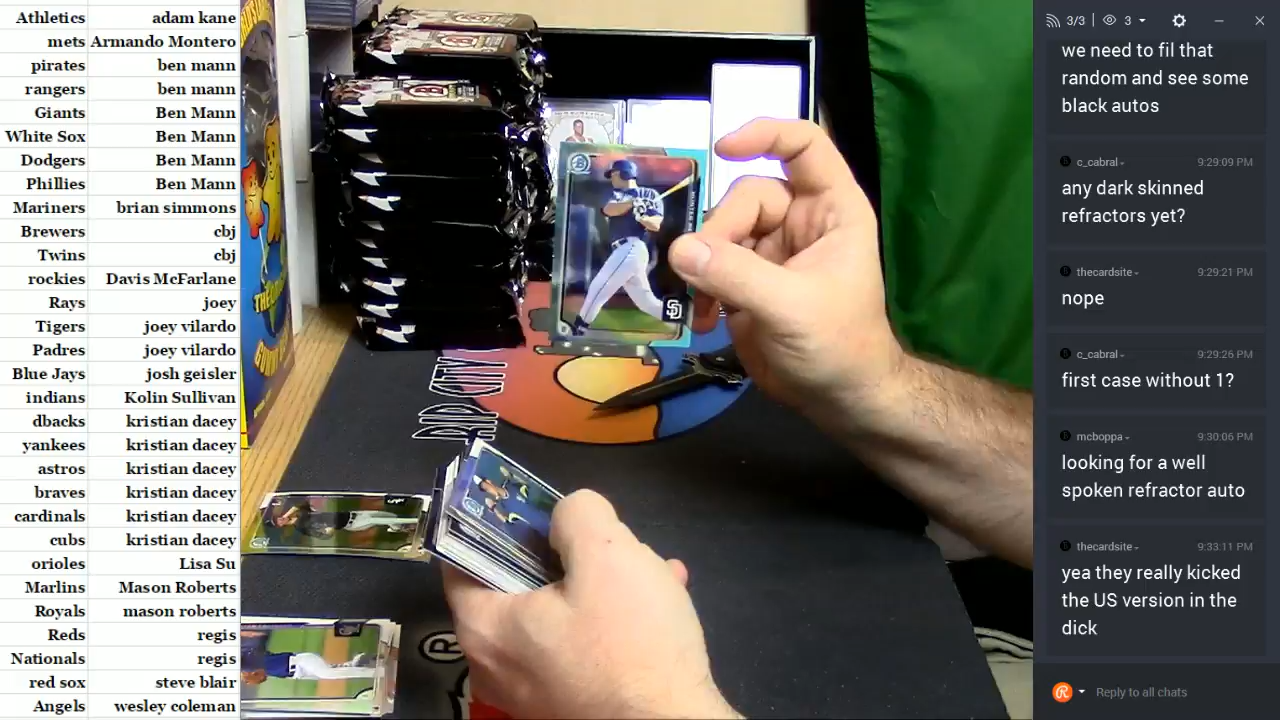 Athletics adam kane
mets Armando Montero
pirates ben mann
rangers ben mann
Giants Ben Mann
White Sox Ben Mann
Dodgers Ben Mann
Phillies Ben Mann
Mariners brian simmons
Brewers cbj
Twins cbj
rockies Davis McFarlane
Rays joey
Tigers joey vilardo
Padres joey vilardo
Blue Jays josh geisler
indians Kolin Sullivan
dbacks kristian dacey
yankees kristian dacey
astros kristian dacey
braves kristian dacey
cardinals kristian dacey
cubs kristian dacey
orioles Lisa Su
Marlins Mason Roberts
Royals mason roberts
Reds regis
Nationals regis
red sox steve blair
Angels wesley coleman
RIP CITY
SD
3/3 | 3
we need to fil that
random and see some
black autos
c_cabral 9:29:09 PM
any dark skinned
refractors yet?
thecardsite 9:29:21 PM
nope
c_cabral 9:29:26 PM
first case without 1?
mcboppa 9:30:06 PM
looking for a well
spoken refractor auto
thecardsite 9:33:11 PM
yea they really kicked
the US version in the
dick
Reply to all chats